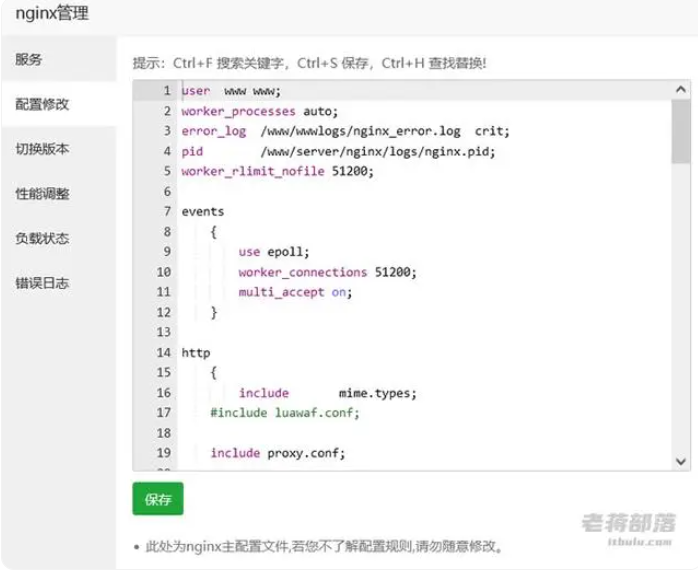 nginx管理
服务
配置修改
切换版本
性能调整
负载状态
错误日志
提示：Ctrl+F 搜索关键字，Ctrl+S 保存，Ctrl+H 查找替换!
1 user  www www;
2 worker_processes auto;
3 error_log  /www/wwwlogs/nginx_error.log  crit;
4 pid        /www/server/nginx/logs/nginx.pid;
5 worker_rlimit_nofile 51200;
6
7 events
8     {
9         use epoll;
10         worker_connections 51200;
11         multi_accept on;
12     }
13
14 http
15     {
16         include       mime.types;
17     #include luawaf.conf;
18
19     include proxy.conf;
保存
此处为nginx主配置文件,若您不了解配置规则,请勿随意修改。
老蒋部落
itbulu.com